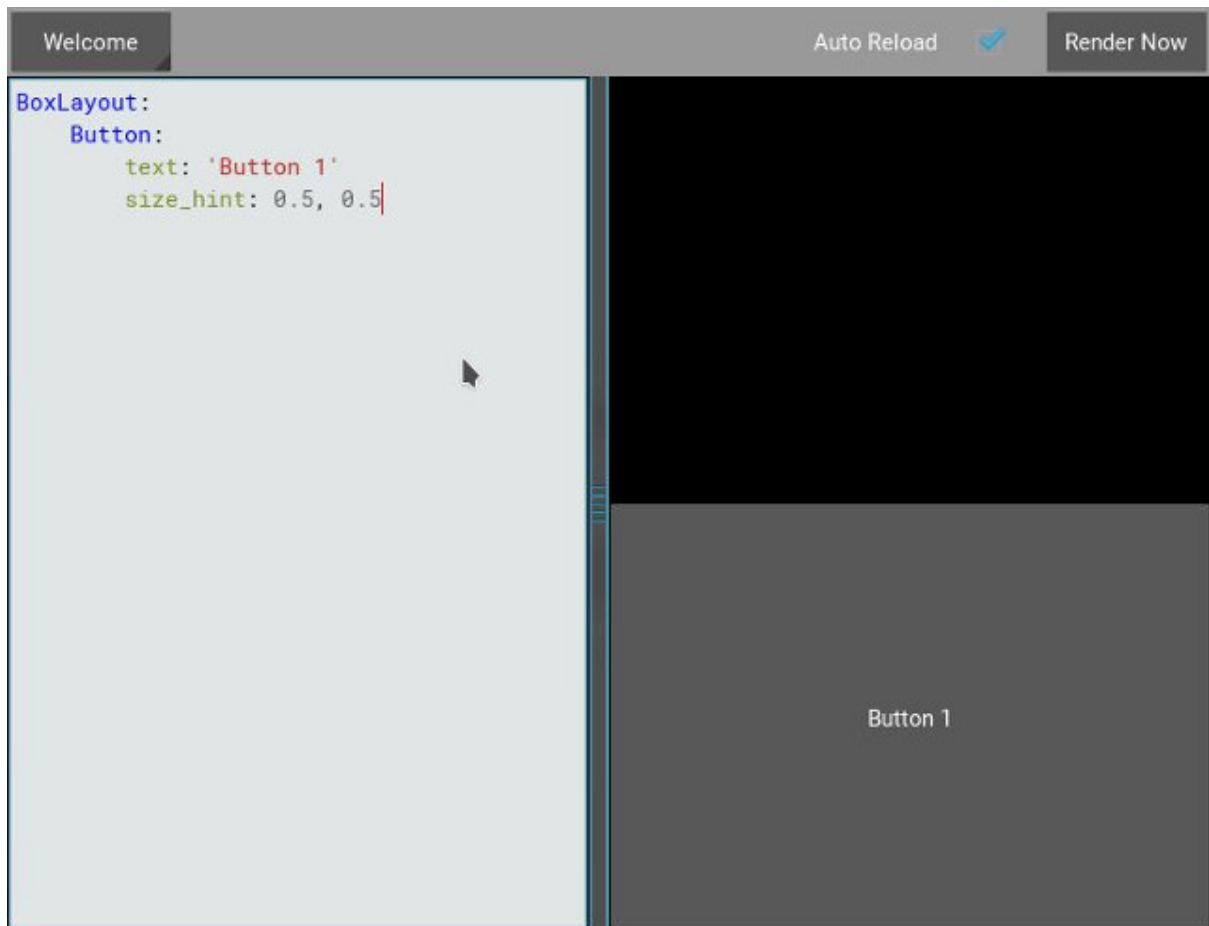 Welcome
Auto Reload
Render Now
BoxLayout:
    Button:
        text: 'Button 1'
        size_hint: 0.5, 0.5
Button 1